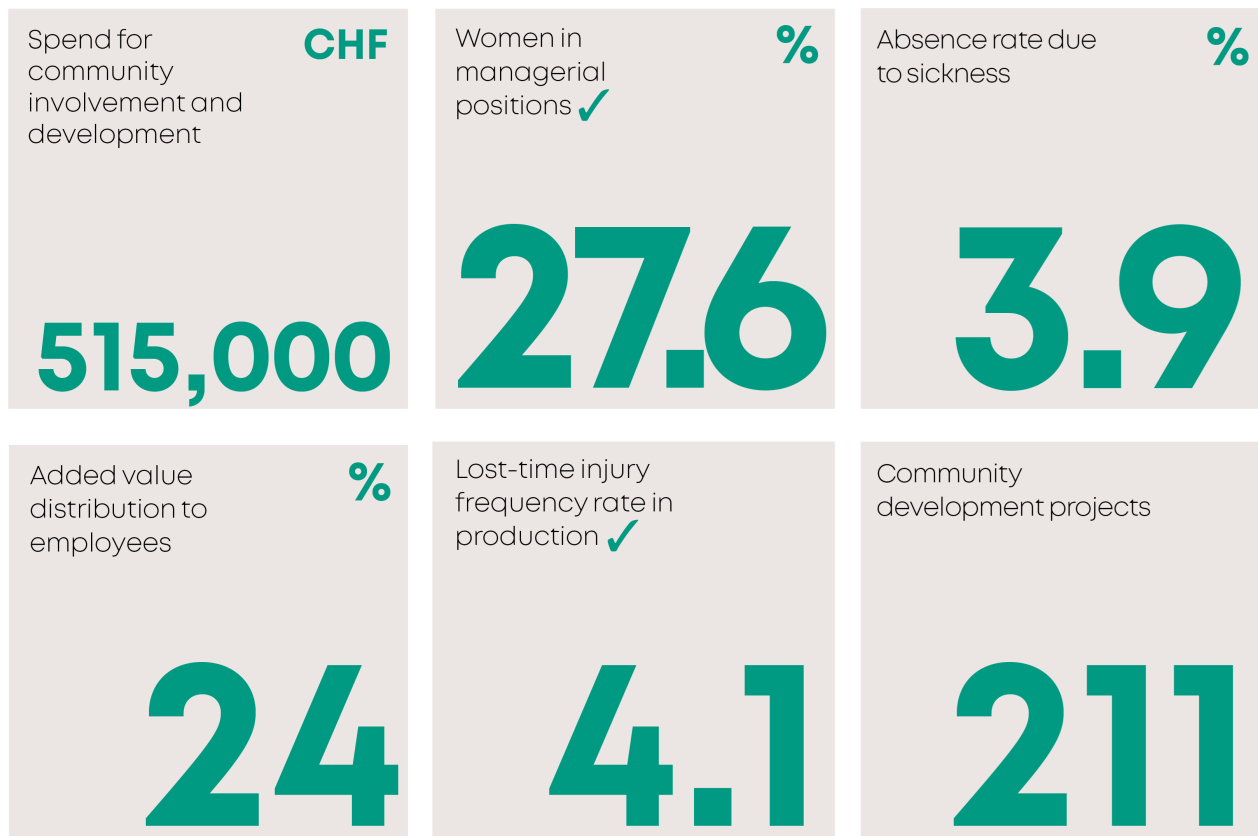 Spend for
community
involvement and
development
CHF
515,000
Women in
managerial
positions ✓
%
27.6
Absence rate due
to sickness
%
3.9
Added value
distribution to
employees
%
24
Lost-time injury
frequency rate in
production ✓
4.1
Community
development projects
211